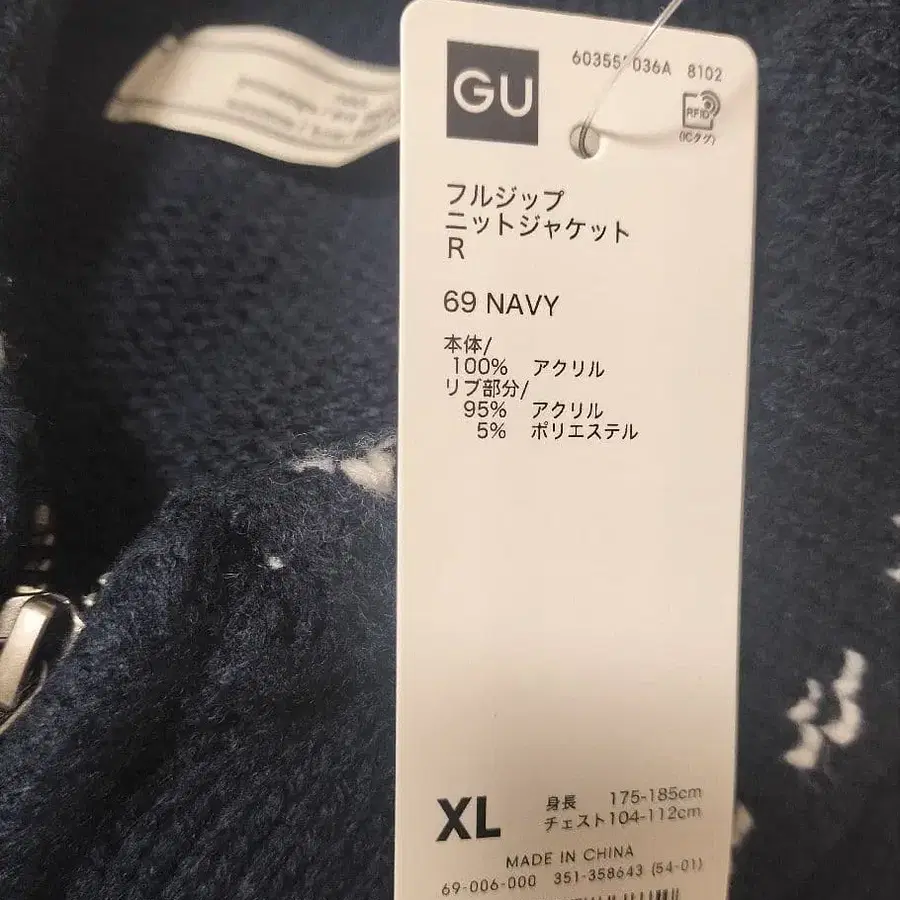 GU
8102
RFID
(ICタグ)
フルジップ
ニットジャケット
R
69 NAVY
本体/
100% アクリル
リブ部分/
95% アクリル
5% ポリエステル
XL
身長 175-185cm
チェスト104-112cm
MADE IN CHINA
69-006-000 351-358643 (54-01)